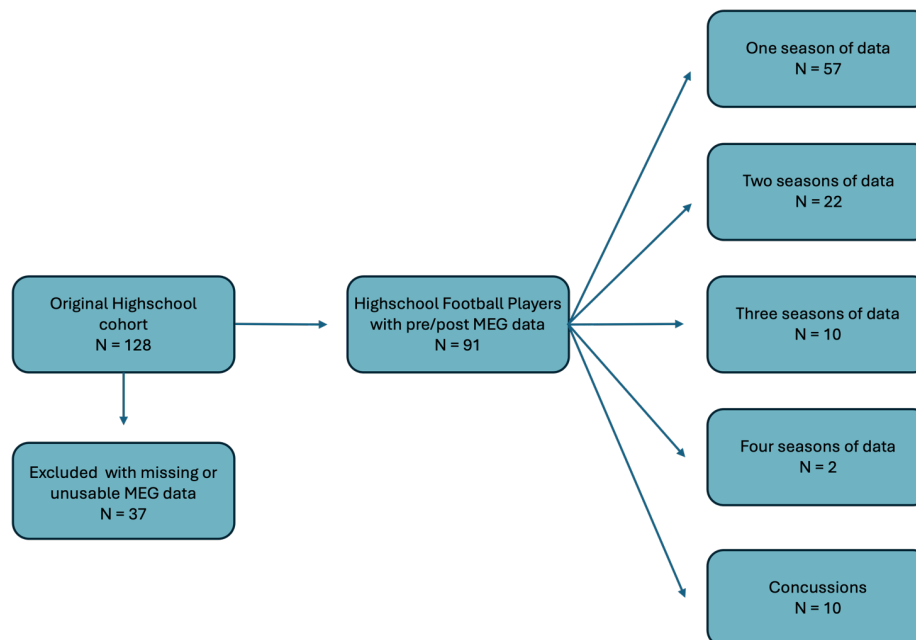 Original Highschool
cohort
N = 128
Excluded with missing or
unusable MEG data
N = 37
Highschool Football Players
with pre/post MEG data
N = 91
One season of data
N = 57
Two seasons of data
N = 22
Three seasons of data
N = 10
Four seasons of data
N = 2
Concussions
N = 10